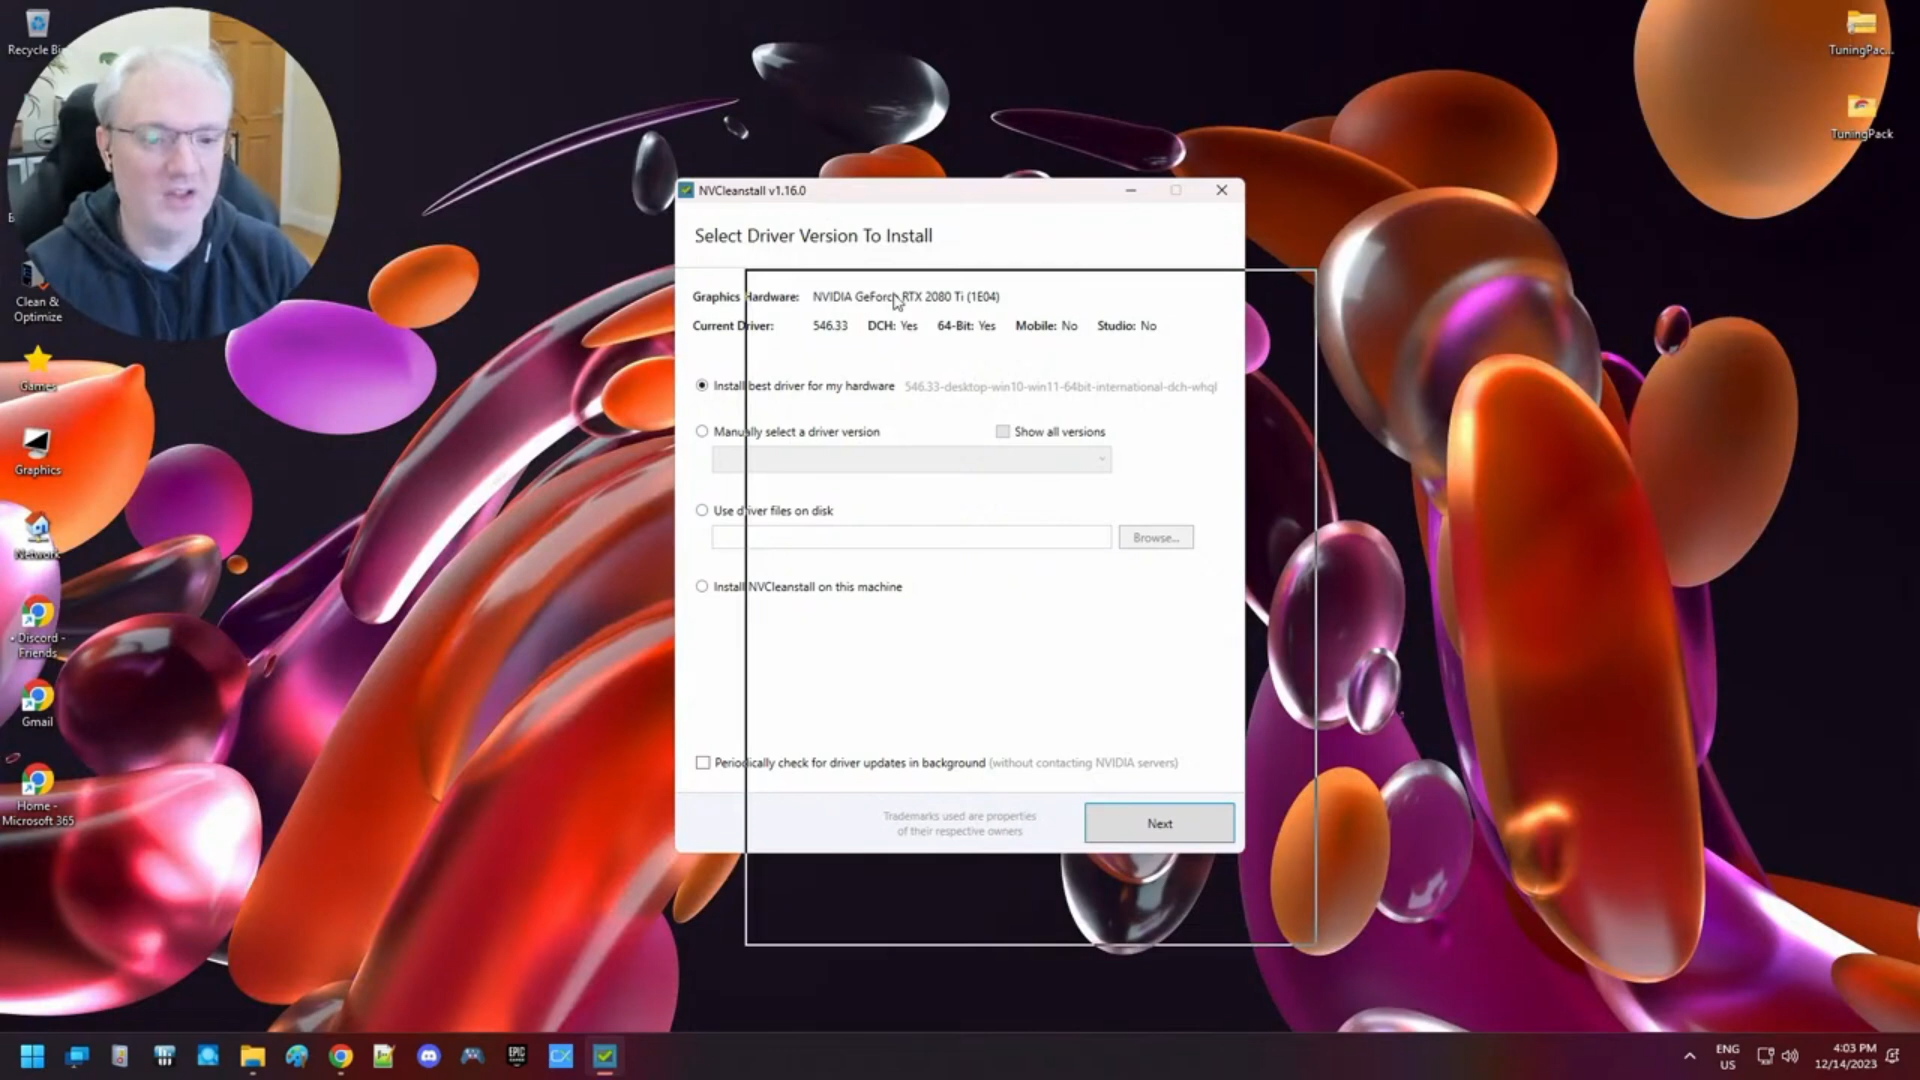 Recycle Bi
TuningPac...
TuningPack
Clean &
Optimize
Games
Graphics
Network
• Discord -
Friends
Gmail
Home -
Microsoft 365
NVCleanstall v1.16.0
Select Driver Version To Install
Graphics Hardware: NVIDIA GeForce RTX 2080 Ti (1E04)
Current Driver: 546.33 DCH: Yes 64-Bit: Yes Mobile: No Studio: No
Install best driver for my hardware 546.33-desktop-win10-win11-64bit-international-dch-whql
Manually select a driver version Show all versions
Use driver files on disk
Browse...
Install NVCleanstall on this machine
Periodically check for driver updates in background (without contacting NVIDIA servers)
Trademarks used are properties
of their respective owners
Next
EPIC
ENG
US
4:03 PM
12/14/2023